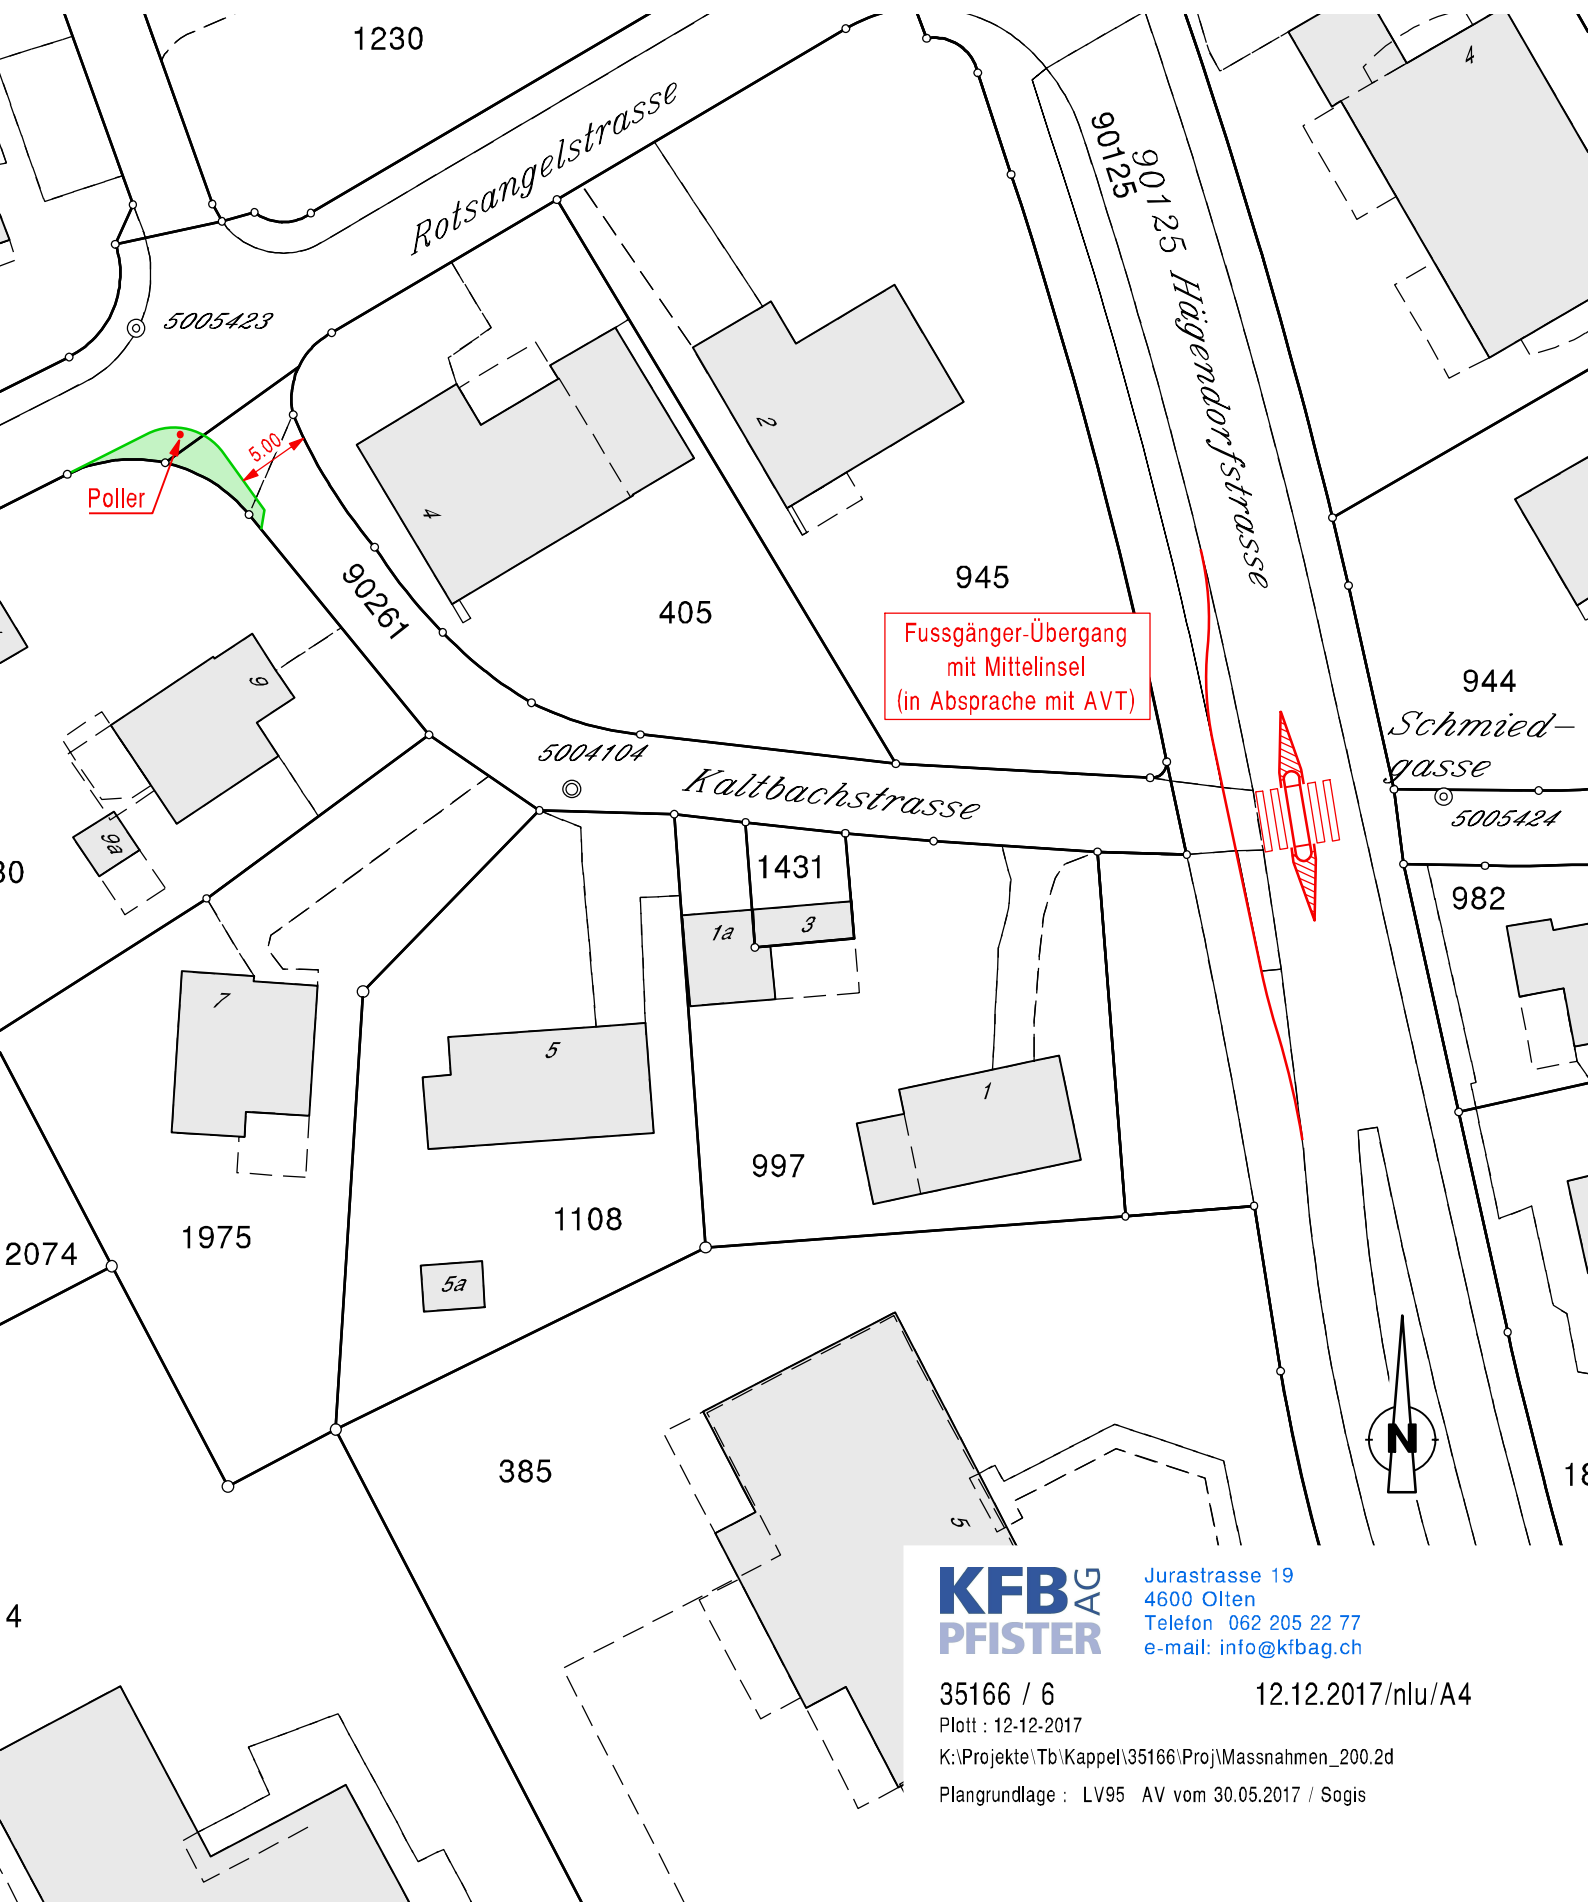 1230
Rotsangelstrasse
4
90125
90125 Hägendorfstrasse
5005423
5.00
Poller
4
2
90261
405
945
Fussgänger-Übergang
mit Mittelinsel
(in Absprache mit AVT)
944
Schmied-
gasse
5005424
982
9
9a
5004104
Kaltbachstrasse
1431
1a
3
7
5
1
997
1975
1108
2074
5a
385
5
N
4
KFB AG
PFISTER
Jurastrasse 19
4600 Olten
Telefon 062 205 22 77
e-mail: info@kfbag.ch
35166 / 6
12.12.2017/nlu/A4
Plott : 12-12-2017
K:\Projekte\Tb\Kappel\35166\Proj\Massnahmen_200.2d
Plangrundlage : LV95 AV vom 30.05.2017 / Sogis